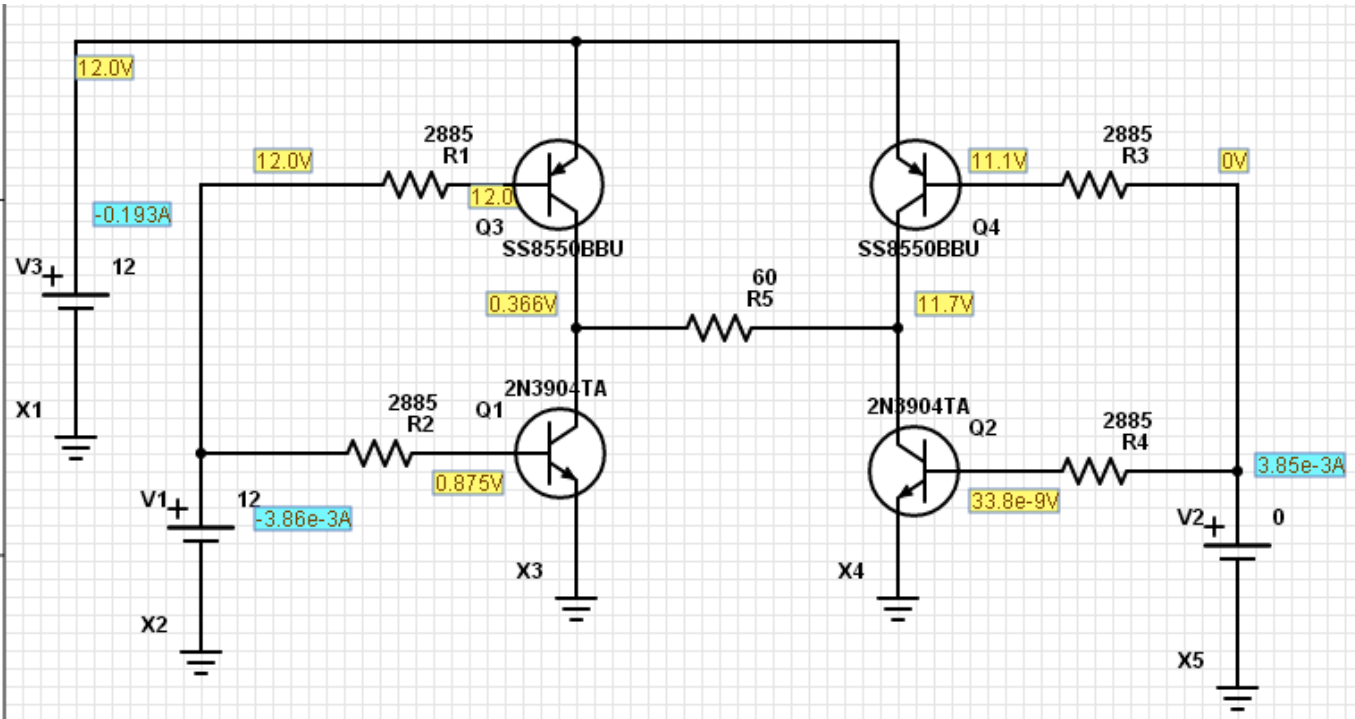 12.0V
2885
R1
2885
R3
12.0V
11.1V
0V
12.0
-0.193A
Q3
Q4
SS8550BBU
SS8550BBU
V3
+
12
60
R5
0.366V
11.7V
2N3904TA
2885
R2
Q1
2N3904TA
Q2
2885
R4
X1
0.875V
3.85e-3A
V1
+
12
-3.86e-3A
33.8e-9V
V2
+
0
X3
X4
X2
X5